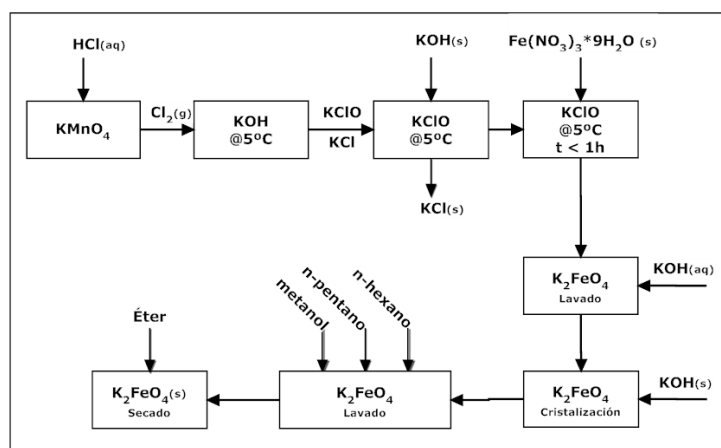 HCl(aq)
KMnO₄
Cl₂(g)
KOH
@5ºC
KClO
KCl
KOH(s)
KClO
@5ºC
KCl(s)
Fe(NO₃)₃*9H₂O (s)
KClO
@5ºC
t < 1h
K₂FeO₄
Lavado
KOH(aq)
K₂FeO₄
Cristalización
KOH(s)
n-hexano
n-pentano
metanol
K₂FeO₄
Lavado
Éter
K₂FeO₄(s)
Secado